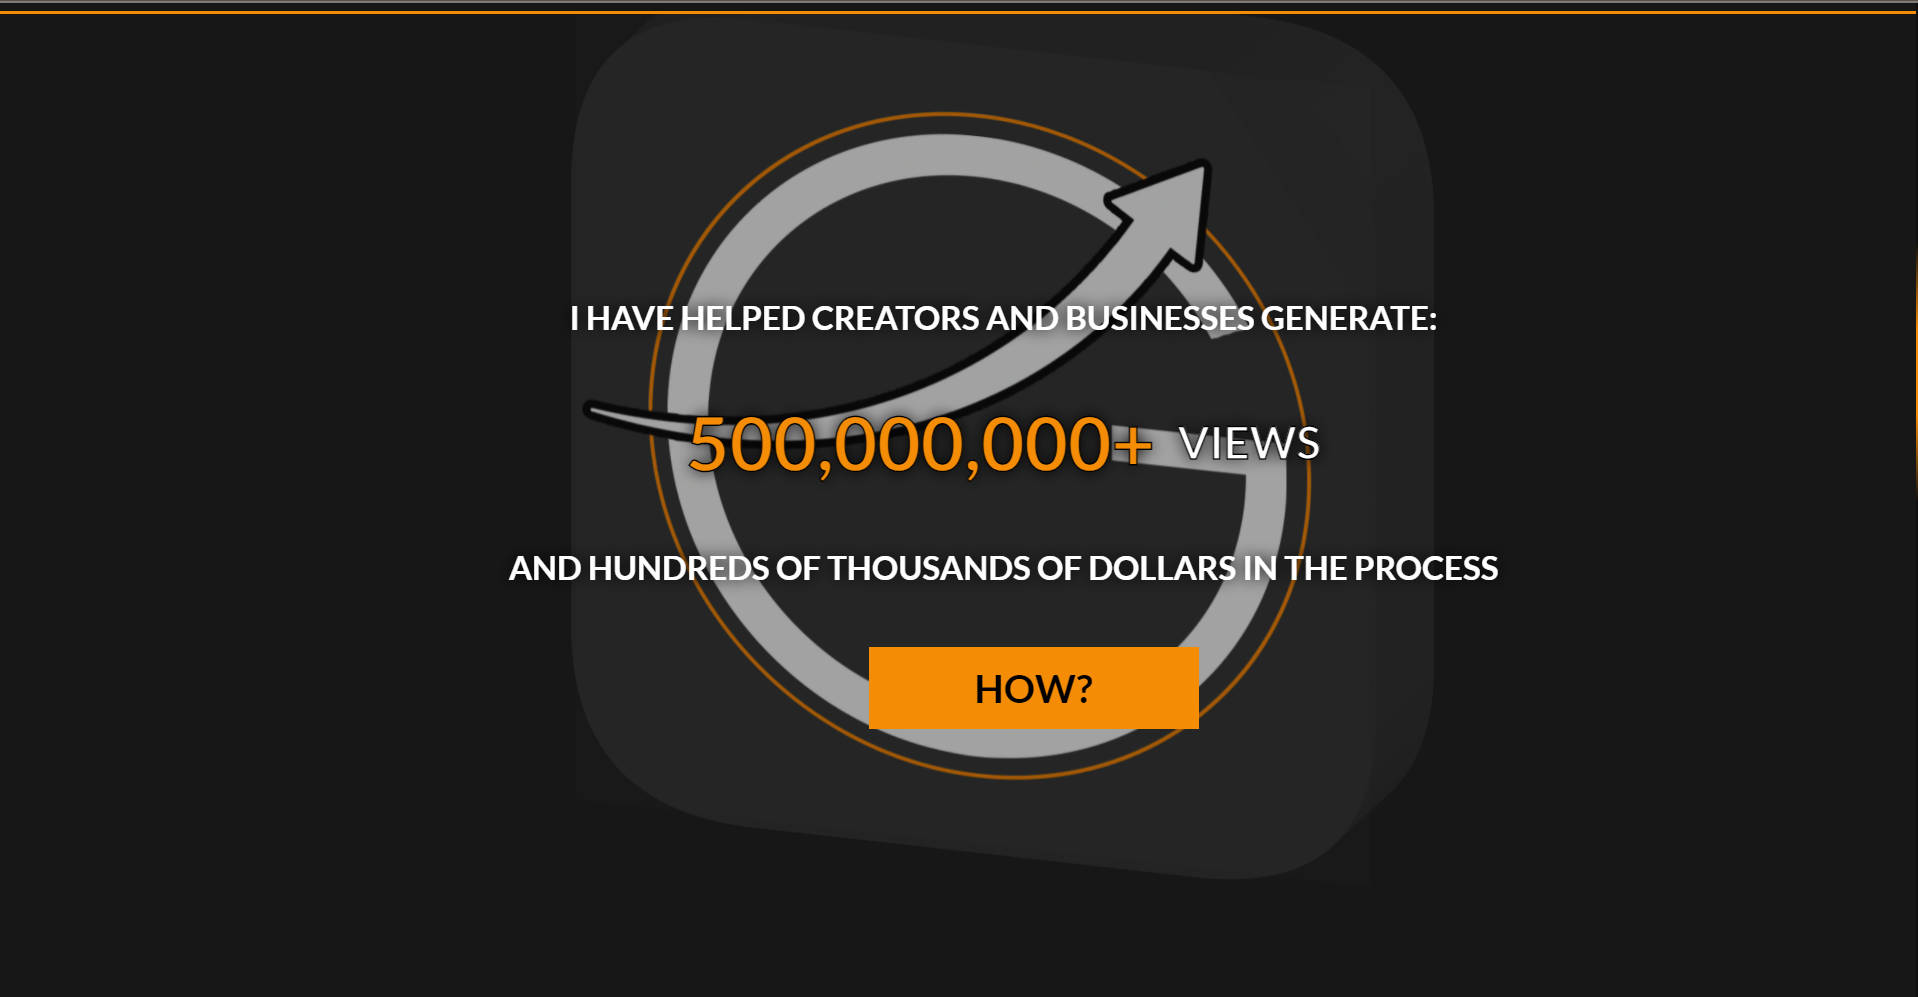 I HAVE HELPED CREATORS AND BUSINESSES GENERATE:
500,000,000+ VIEWS
AND HUNDREDS OF THOUSANDS OF DOLLARS IN THE PROCESS
HOW?